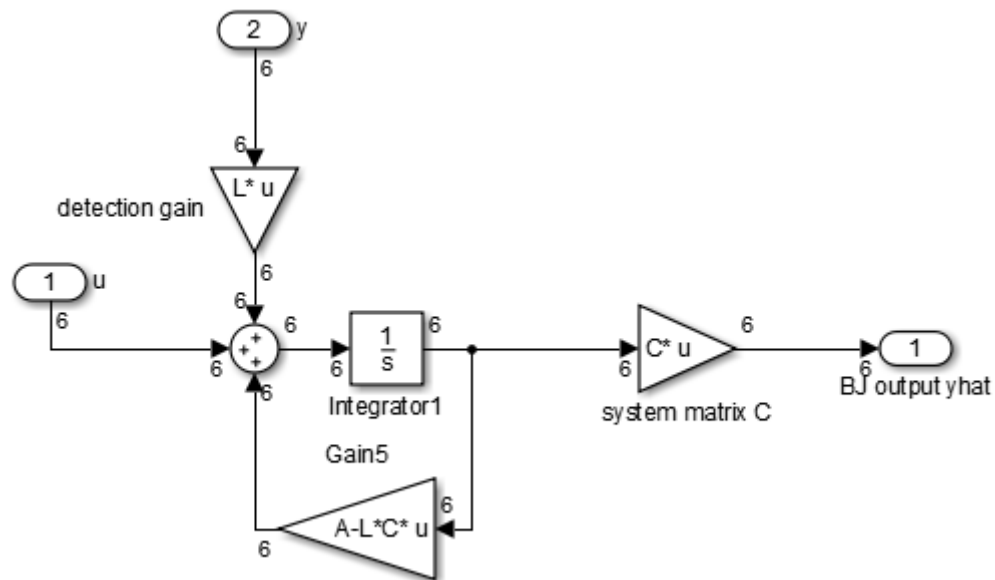 2
y
6
6
L* u
detection gain
6
1
u
6
6
6
+
+
+
6
6
6
6
1
s
6
Integrator1
6
C* u
system matrix C
6
6
1
BJ output yhat
Gain5
A-L*C* u
6
6